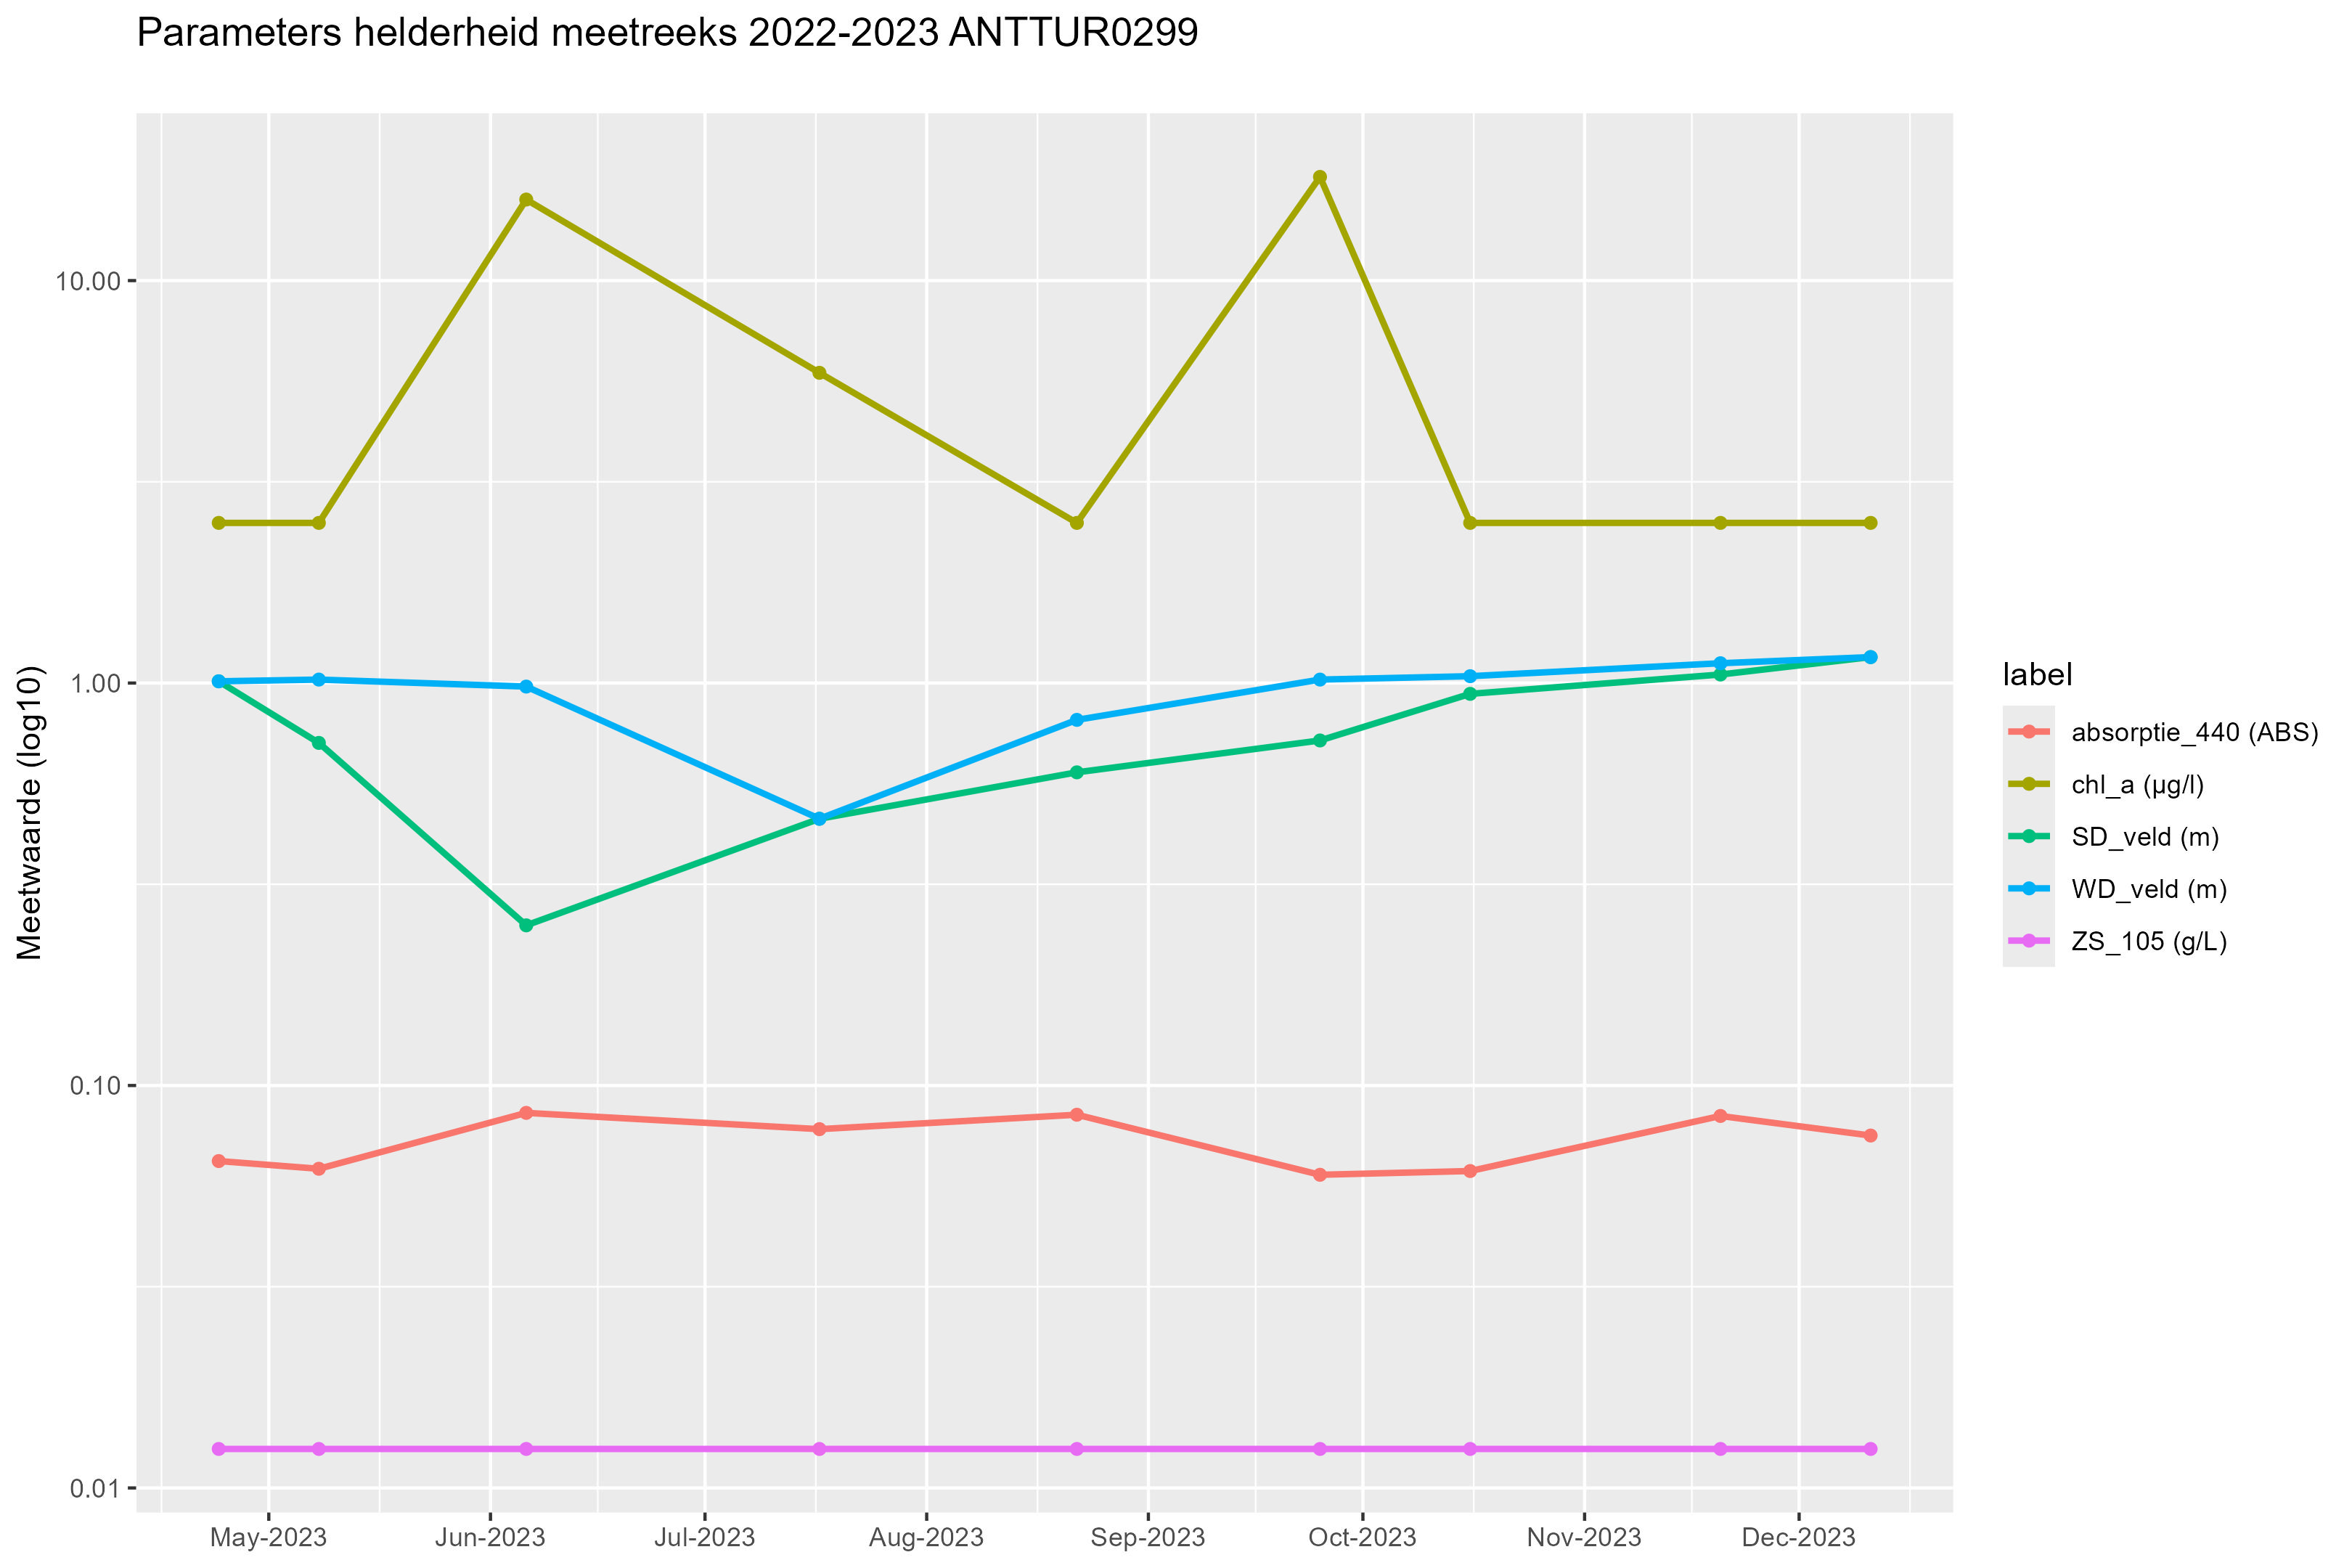 Parameters helderheid meetreeks 2022-2023 ANTTUR0299
Meetwaarde (log10)
10.00
1.00
0.10
0.01
May-2023
Jun-2023
Jul-2023
Aug-2023
Sep-2023
Oct-2023
Nov-2023
Dec-2023
label
absorptie_440 (ABS)
chl_a (µg/l)
SD_veld (m)
WD_veld (m)
ZS_105 (g/L)